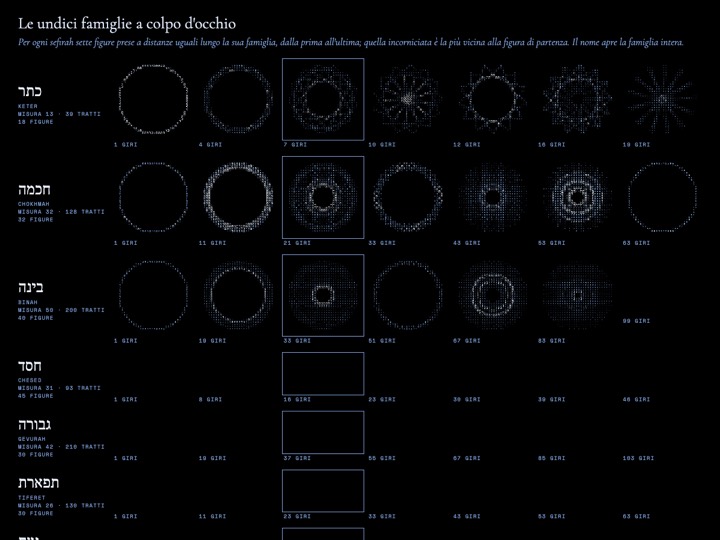 Le undici famiglie a colpo d'occhio
Per ogni sefirah sette figure prese a distanze uguali lungo la sua famiglia, dalla prima all'ultima; quella incorniciata è la più vicina alla figura di partenza. Il nome apre la famiglia intera.
כתר
KETER
MISURA 13 · 39 TRATTI
18 FIGURE
1 GIRI 4 GIRI 7 GIRI 10 GIRI 12 GIRI 16 GIRI 19 GIRI
חכמה
CHOKHMAH
MISURA 32 · 128 TRATTI
32 FIGURE
1 GIRI 11 GIRI 21 GIRI 33 GIRI 43 GIRI 53 GIRI 63 GIRI
בינה
BINAH
MISURA 50 · 200 TRATTI
40 FIGURE
1 GIRI 19 GIRI 33 GIRI 51 GIRI 67 GIRI 83 GIRI 99 GIRI
חסד
CHESED
MISURA 31 · 93 TRATTI
45 FIGURE
1 GIRI 8 GIRI 16 GIRI 23 GIRI 30 GIRI 39 GIRI 46 GIRI
גבורה
GEVURAH
MISURA 42 · 210 TRATTI
30 FIGURE
1 GIRI 19 GIRI 37 GIRI 55 GIRI 67 GIRI 85 GIRI 103 GIRI
תפארת
TIFERET
MISURA 26 · 130 TRATTI
30 FIGURE
1 GIRI 11 GIRI 23 GIRI 33 GIRI 43 GIRI 53 GIRI 63 GIRI